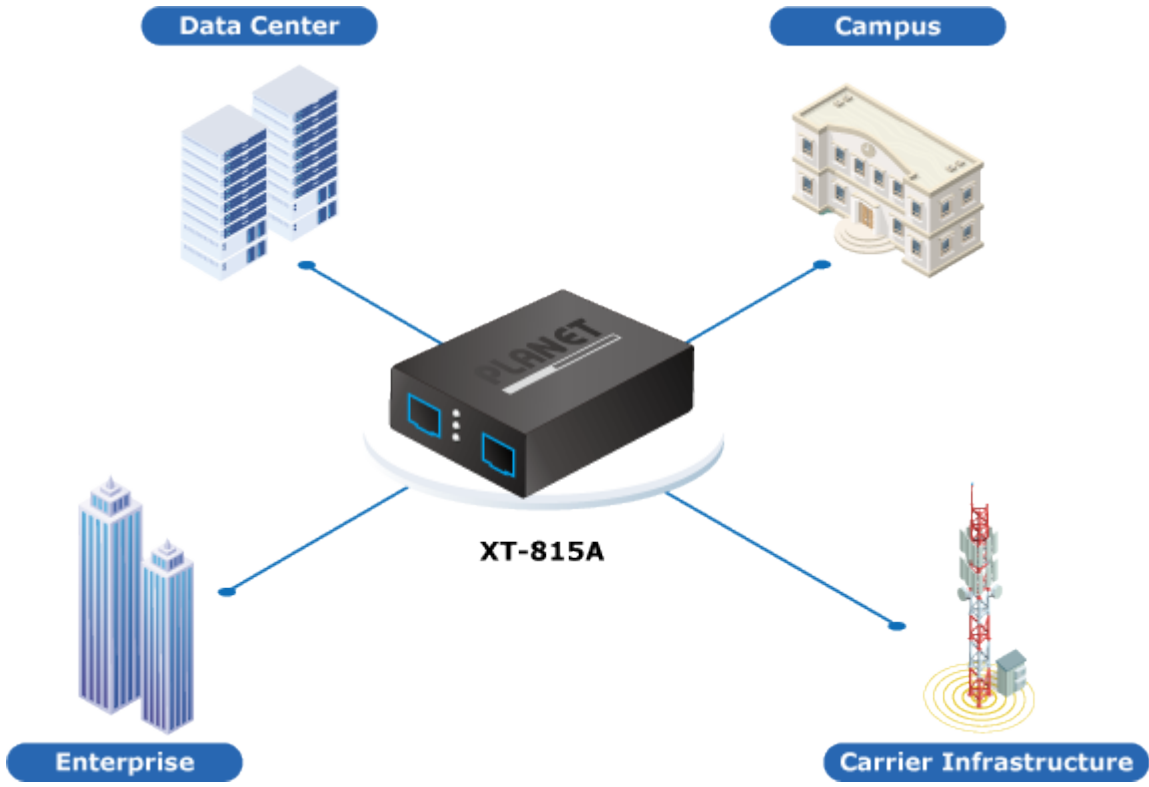 Data Center
Campus
PLANET
XT-815A
Enterprise
Carrier Infrastructure